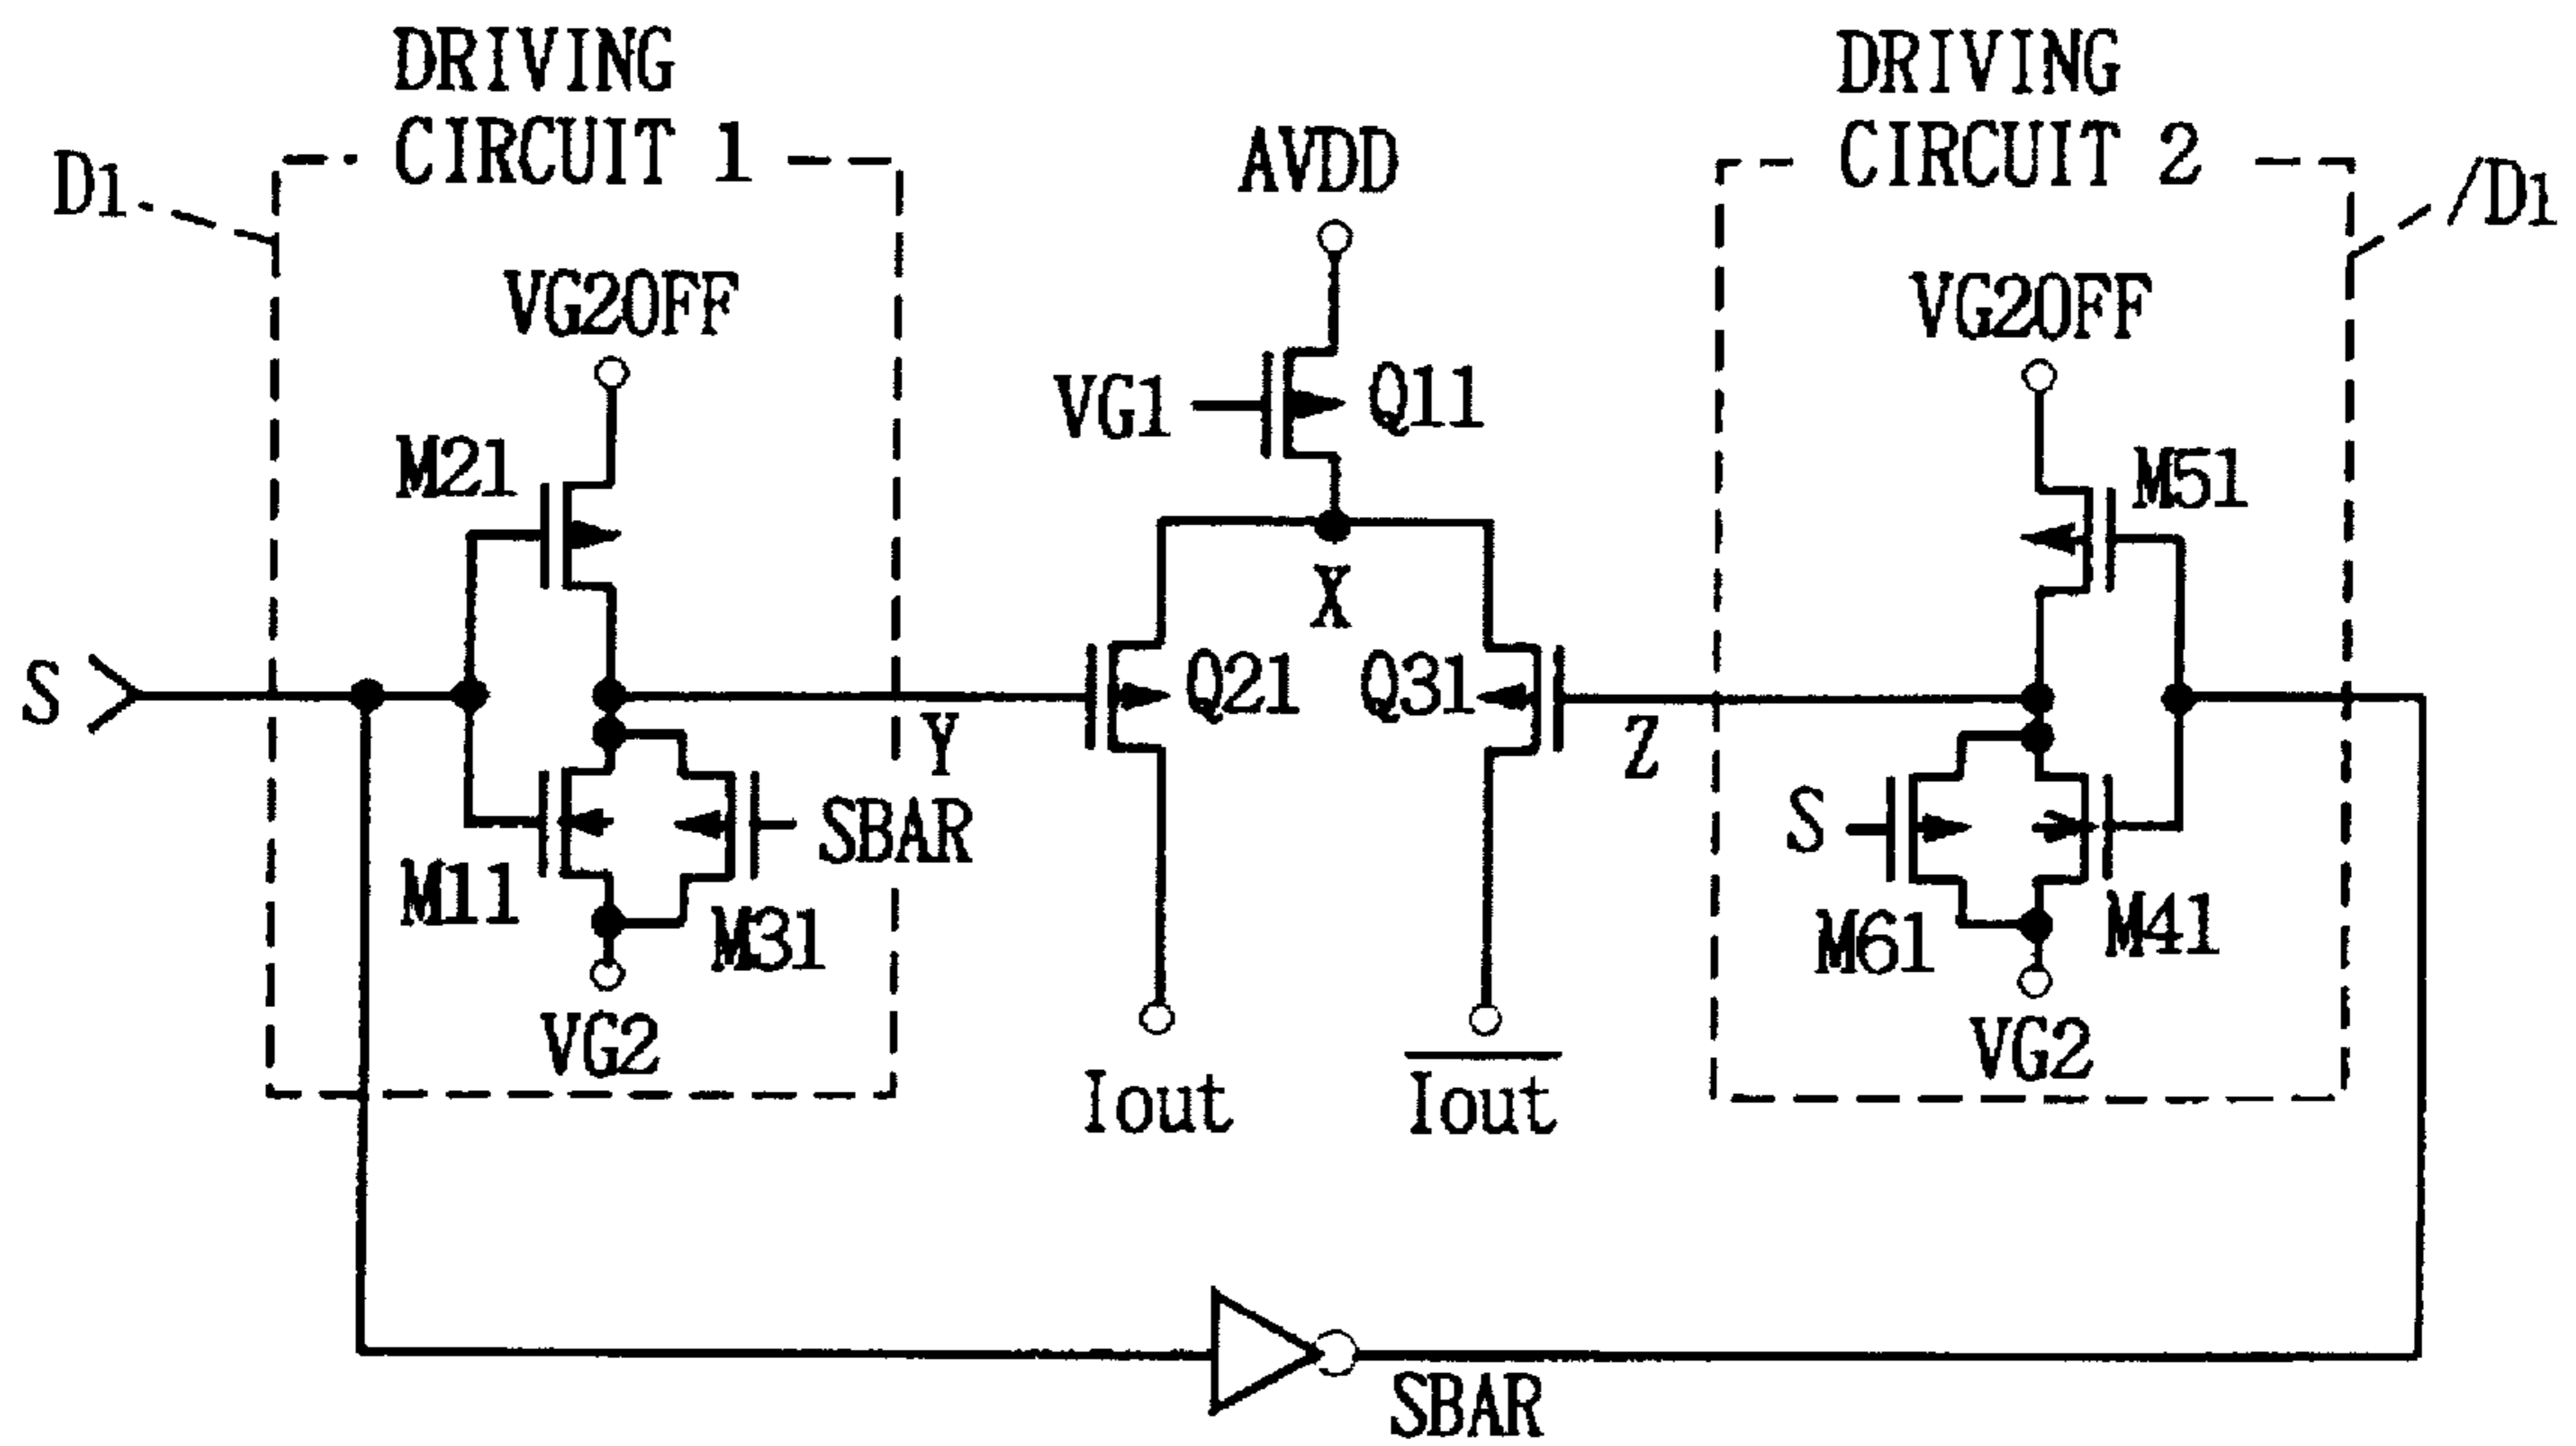 DRIVING
CIRCUIT 1
DRIVING
CIRCUIT 2
D1
/D1
AVDD
VG2OFF
VG2OFF
VG1
Q11
M21
M51
X
S
Q21
Q31
Y
Z
SBAR
S
M11
M31
M61
M41
VG2
VG2
Iout
Iout
SBAR